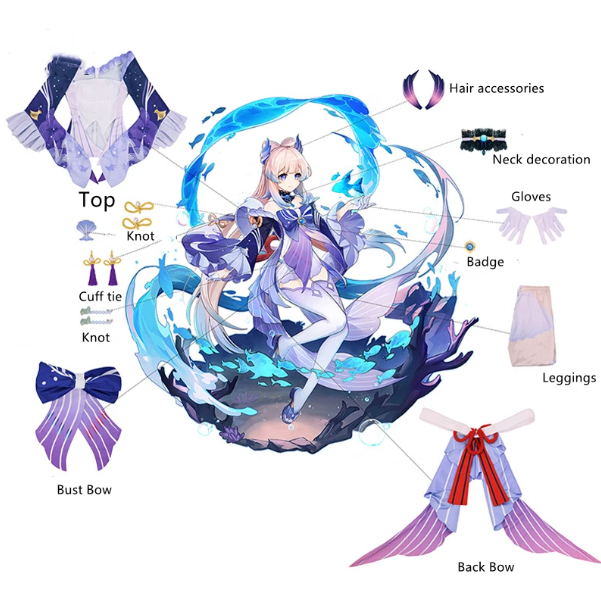 Hair accessories
Neck decoration
Top
Gloves
Knot
Badge
Cuff tie
Knot
Leggings
Bust Bow
Back Bow